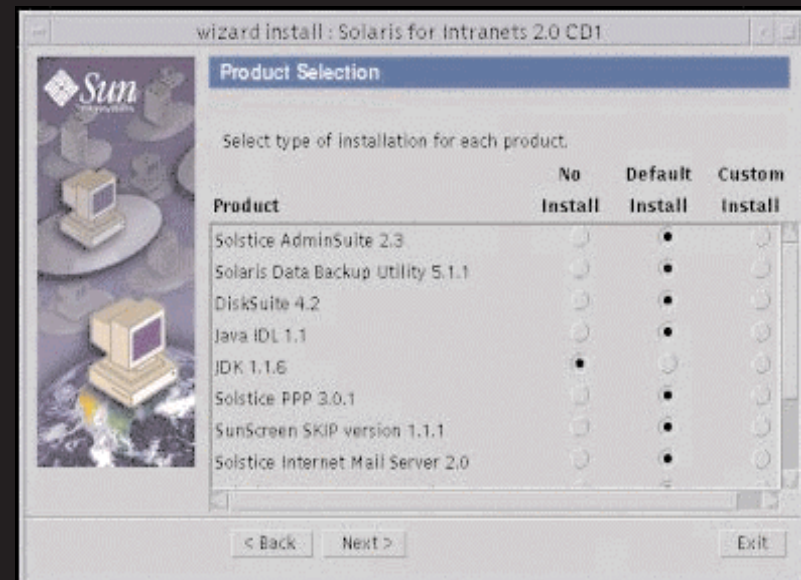 wizard install : Solaris for Intranets 2.0 CD1
Sun
microsystems
Product Selection
Select type of installation for each product.
No Default Custom
Product Install Install Install
Solstice AdminSuite 2.3
Solaris Data Backup Utility 5.1.1
DiskSuite 4.2
Java IDL 1.1
JDK 1.1.6
Solstice PPP 3.0.1
SunScreen SKIP version 1.1.1
Solstice Internet Mail Server 2.0
< Back Next > Exit